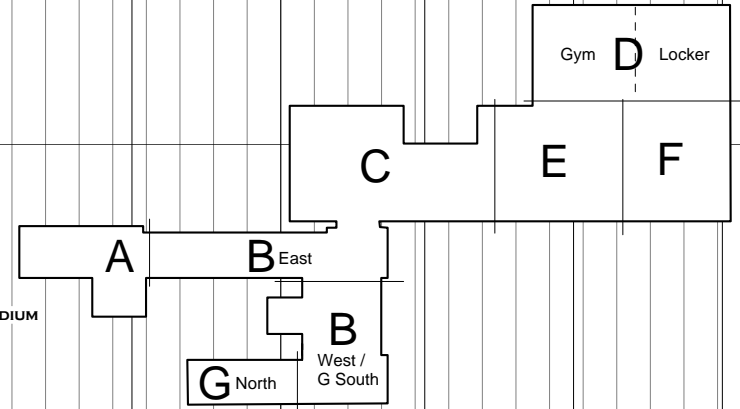 Gym D Locker
C
E
F
A
B East
DIUM
B
West /
G South
G North